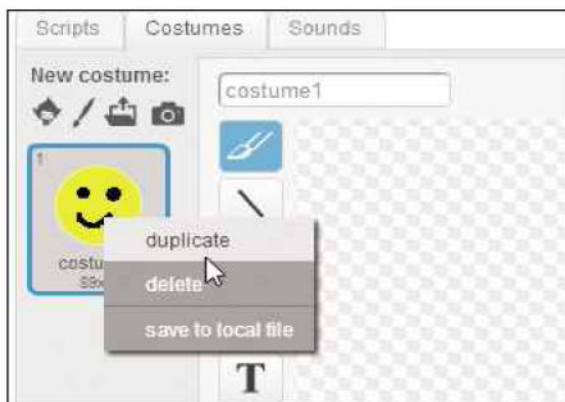 Scripts Costumes Sounds
New costume:
costume1
1
duplicate
delete
save to local file
T